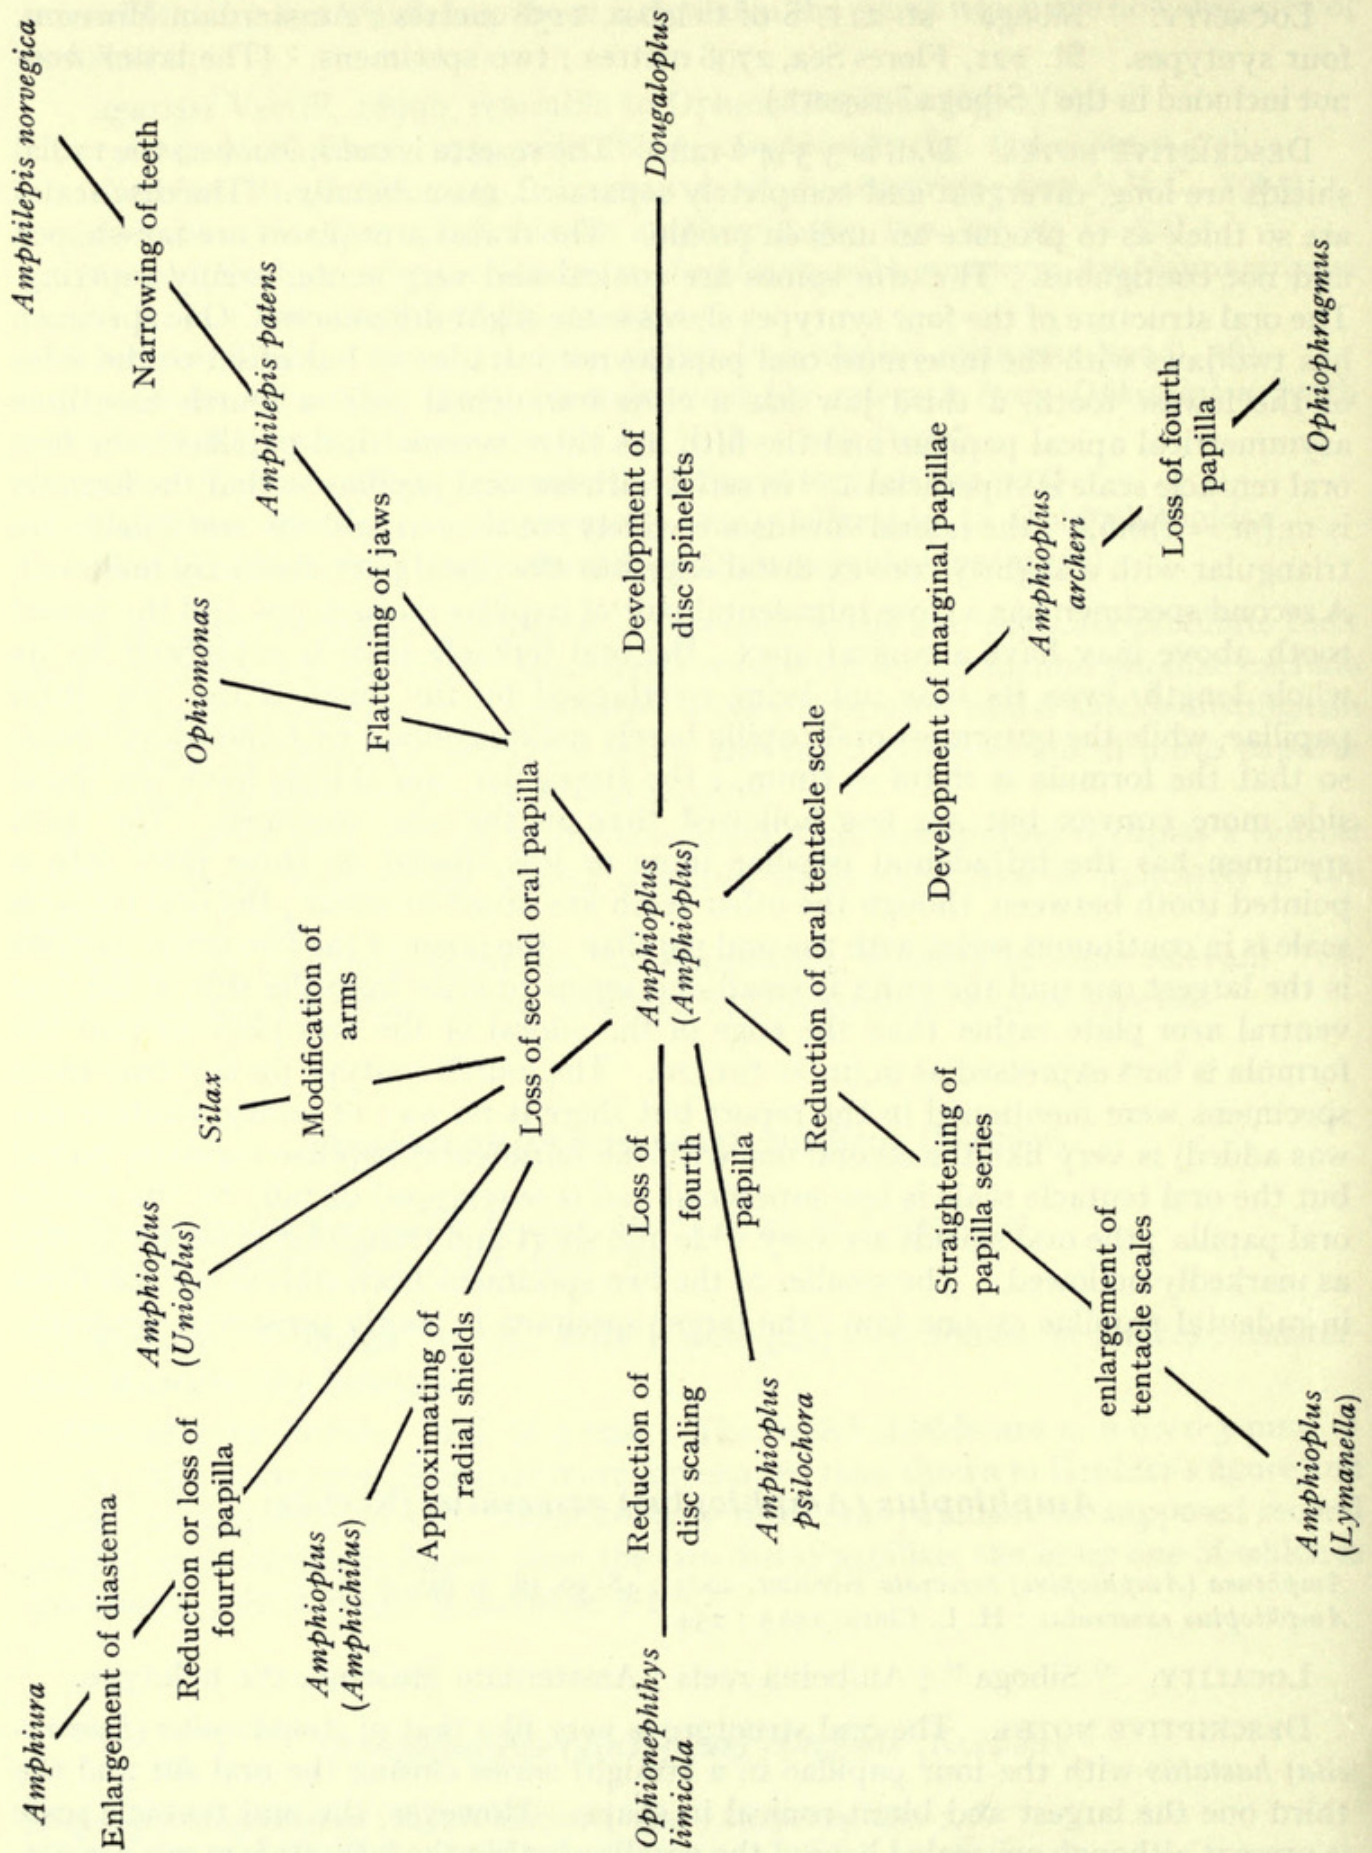 Amphilepis norvegica
Narrowing of teeth
Amphilepis patens
Ophiomonas
Flattening of jaws
Amphiura
Enlargement of diastema
Reduction or loss of
fourth papilla
Amphioplus
(Unioplus)
Silax
Modification of
arms
Amphioplus
(Amphichilus)
Approximating of
radial shields
Loss of second oral papilla
Ophionephthys
limicola
Reduction of
disc scaling
Loss of
fourth
papilla
Amphioplus
(Amphioplus)
Development of
disc spinelets
Dougaloplus
Amphioplus
psilochora
Reduction of oral tentacle scale
Straightening of
papilla series
Development of marginal papillae
Amphioplus
archeri
enlargement of
tentacle scales
Loss of fourth
papilla
Amphioplus
(Lymanella)
Ophiophragmus